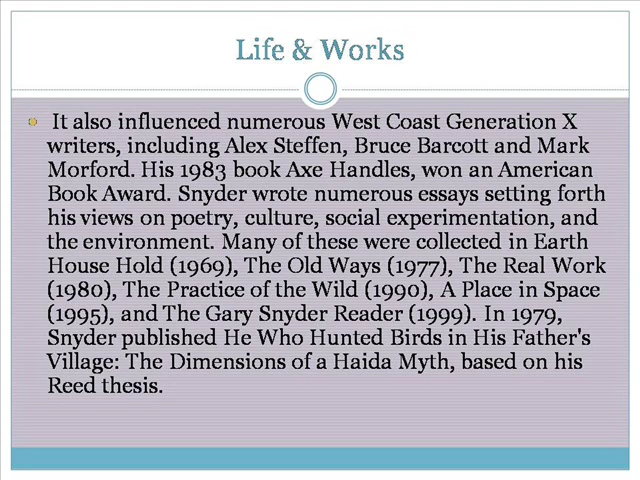 Life & Works
It also influenced numerous West Coast Generation X
writers, including Alex Steffen, Bruce Barcott and Mark
Morford. His 1983 book Axe Handles, won an American
Book Award. Snyder wrote numerous essays setting forth
his views on poetry, culture, social experimentation, and
the environment. Many of these were collected in Earth
House Hold (1969), The Old Ways (1977), The Real Work
(1980), The Practice of the Wild (1990), A Place in Space
(1995), and The Gary Snyder Reader (1999). In 1979,
Snyder published He Who Hunted Birds in His Father's
Village: The Dimensions of a Haida Myth, based on his
Reed thesis.